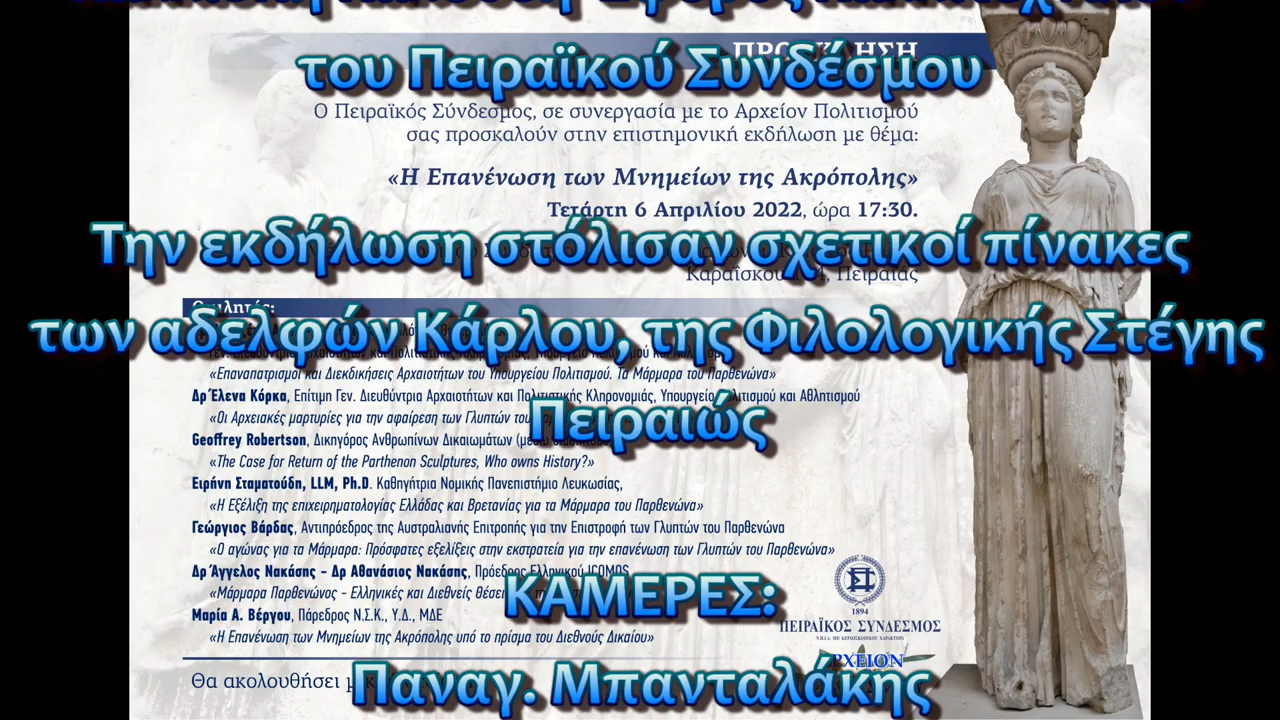 του Πειραϊκού Συνδέσμου
Ο Πειραϊκός Σύνδεσμος, σε συνεργασία με το Αρχείον Πολιτισμού
σας προσκαλούν στην επιστημονική εκδήλωση με θέμα:
«Η Επανένωση των Μνημείων της Ακρόπολης»
Τετάρτη 6 Απριλίου 2022, ώρα 17:30.
Την εκδήλωση στόλισαν σχετικοί πίνακες
Πειραιάς
Ομιλητές:
των αδελφών Κάρλου, της Φιλολογικής Στέγης
«Επαναπατρισμοί και Διεκδικήσεις Αρχαιοτήτων του Υπουργείου Πολιτισμού. Τα Μάρμαρα του Παρθενώνα»
Δρ Έλενα Κόρκα, Επίτιμη Γεν. Διευθύντρια Αρχαιοτήτων και Πολιτιστικής Κληρονομιάς, Υπουργείο Πολιτισμού και Αθλητισμού
«Οι Αρχειακές μαρτυρίες για την αφαίρεση των Γλυπτών του
Πειραιώς
Geoffrey Robertson, Δικηγόρος Ανθρωπίνων Δικαιωμάτων
«The Case for Return of the Parthenon Sculptures, Who owns History?»
Ειρήνη Σταματούδη, LLM, Ph.D. Καθηγήτρια Νομικής Πανεπιστήμιο Λευκωσίας,
«Η Εξέλιξη της επιχειρηματολογίας Ελλάδας και Βρετανίας για τα Μάρμαρα του Παρθενώνα»
Γεώργιος Βάρδας, Αντιπρόεδρος της Αυστραλιανής Επιτροπής για την Επιστροφή των Γλυπτών του Παρθενώνα
«Ο αγώνας για τα Μάρμαρα: Πρόσφατες εξελίξεις στην εκστρατεία για την επανένωση των Γλυπτών του Παρθενώνα»
Δρ Άγγελος Νακάσης – Δρ Αθανάσιος Νακάσης, Πρόεδρος Ελληνικού ICOMOS
«Μάρμαρα Παρθενώνος - Ελληνικές και Διεθνείς
ΚΑΜΕΡΕΣ:
Μαρία Α. Βέργου, Πάρεδρος Ν.Σ.Κ., Υ.Δ., ΜΔΕ
«Η Επανένωση των Μνημείων της Ακρόπολης υπό το πρίσμα του Διεθνούς Δικαίου»
1894
ΠΕΙΡΑΪΚΟΣ ΣΥΝΔΕΣΜΟΣ
ΑΡΧΕΙΟΝ
Θα ακολουθήσει
Παναγ. Μπανταλάκης